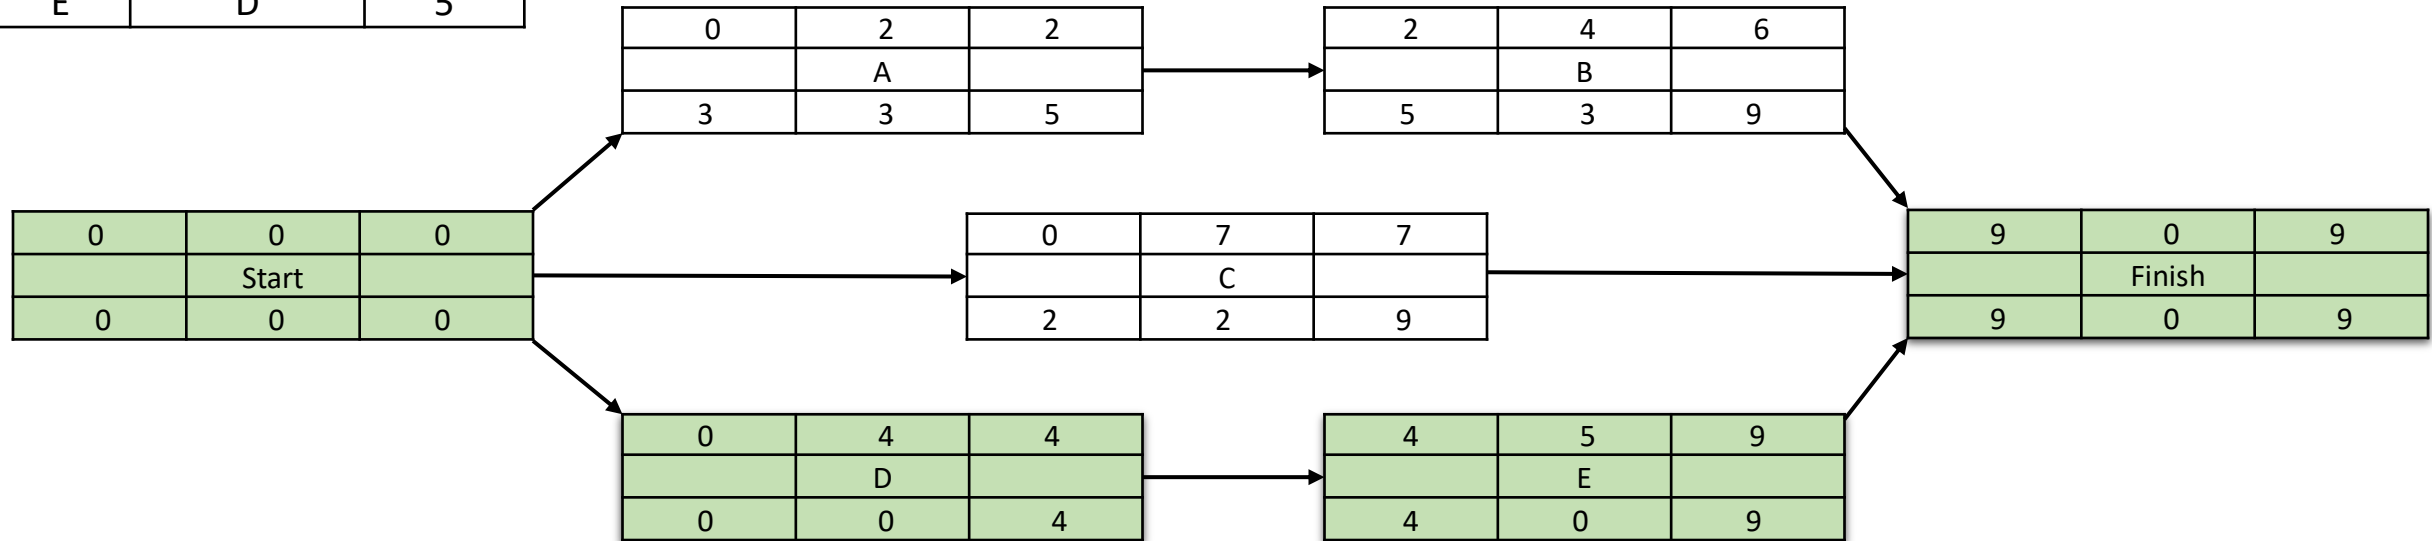 E D 5
0 2 2
A
3 3 5
2 4 6
B
5 3 9
0 0 0
Start
0 0 0
0 7 7
C
2 2 9
9 0 9
Finish
9 0 9
0 4 4
D
0 0 4
4 5 9
E
4 0 9